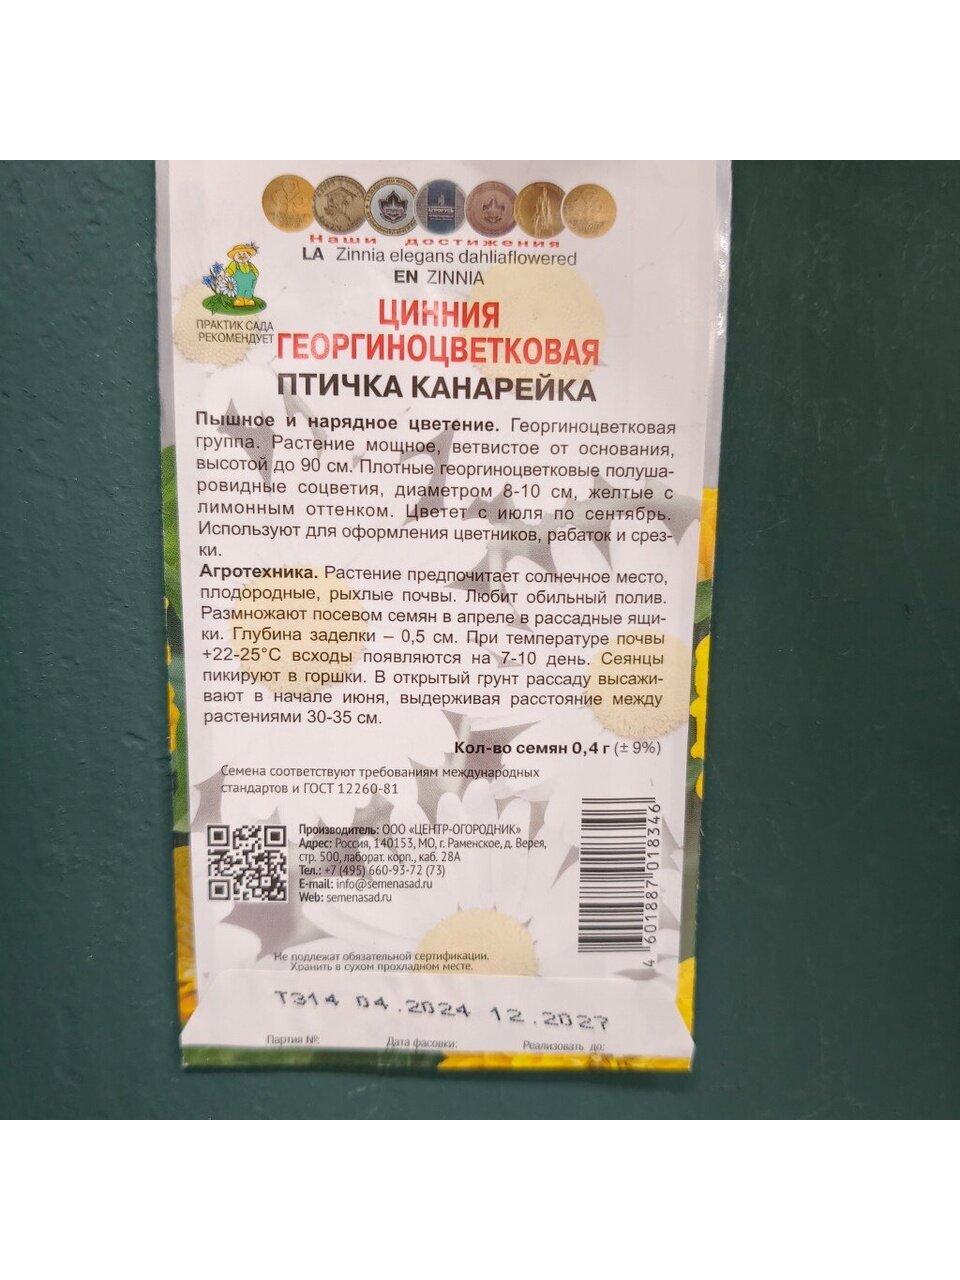 Наши достижения
LA Zinnia elegans dahliaflowered
EN ZINNIA
ПРАКТИК САДА
РЕКОМЕНДУЕТ
ЦИННИЯ
ГЕОРГИНОЦВЕТКОВАЯ
ПТИЧКА КАНАРЕЙКА
Пышное и нарядное цветение. Георгиноцветковая
группа. Растение мощное, ветвистое от основания,
высотой до 90 см. Плотные георгиноцветковые полуша-
ровидные соцветия, диаметром 8-10 см, желтые с
лимонным оттенком. Цветет с июля по сентябрь.
Используют для оформления цветников, рабаток и срез-
ки.
Агротехника. Растение предпочитает солнечное место,
плодородные, рыхлые почвы. Любит обильный полив.
Размножают посевом семян в апреле в рассадные ящи-
ки. Глубина заделки – 0,5 см. При температуре почвы
+22-25°С всходы появляются на 7-10 день. Сеянцы
пикируют в горшки. В открытый грунт рассаду высажи-
вают в начале июня, выдерживая расстояние между
растениями 30-35 см.
Кол-во семян 0,4 г (± 9%)
Семена соответствуют требованиям международных
стандартов и ГОСТ 12260-81
Производитель: ООО «ЦЕНТР-ОГОРОДНИК»
Адрес: Россия, 140153, МО, г. Раменское, д. Верея,
стр. 500, лаборат. корп., каб. 28А
Тел.: +7 (495) 660-93-72 (73)
E-mail: info@semenasad.ru
Web: semenasad.ru
4 601887 018346
Не подлежат обязательной сертификации.
Хранить в сухом прохладном месте.
Т314 04.2024 12.2027
Партия №: Дата фасовки: Реализовать до: